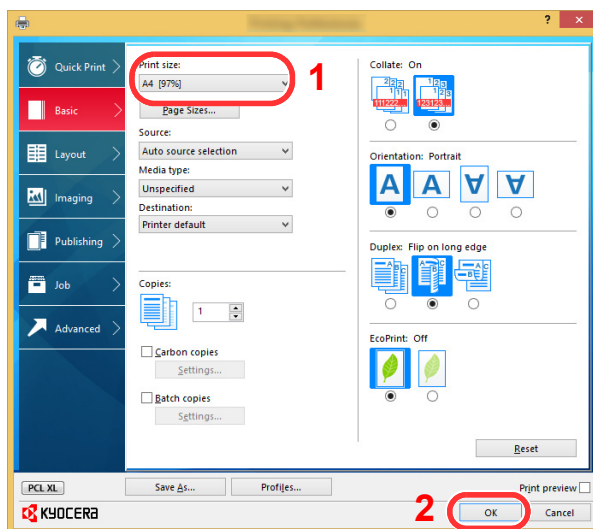 ?
Quick Print
Basic
Layout
Imaging
Publishing
Job
Advanced
Print size:
A4 [97%]
1
Page Sizes...
Source:
Auto source selection
Media type:
Unspecified
Destination:
Printer default
Copies:
1
Carbon copies
Settings...
Batch copies
Settings...
Collate: On
111222...
123123...
Orientation: Portrait
A A A A
Duplex: Flip on long edge
EcoPrint: Off
Reset
PCL XL
Save As...
Profiles...
Print preview
KYOCERA
2
OK
Cancel